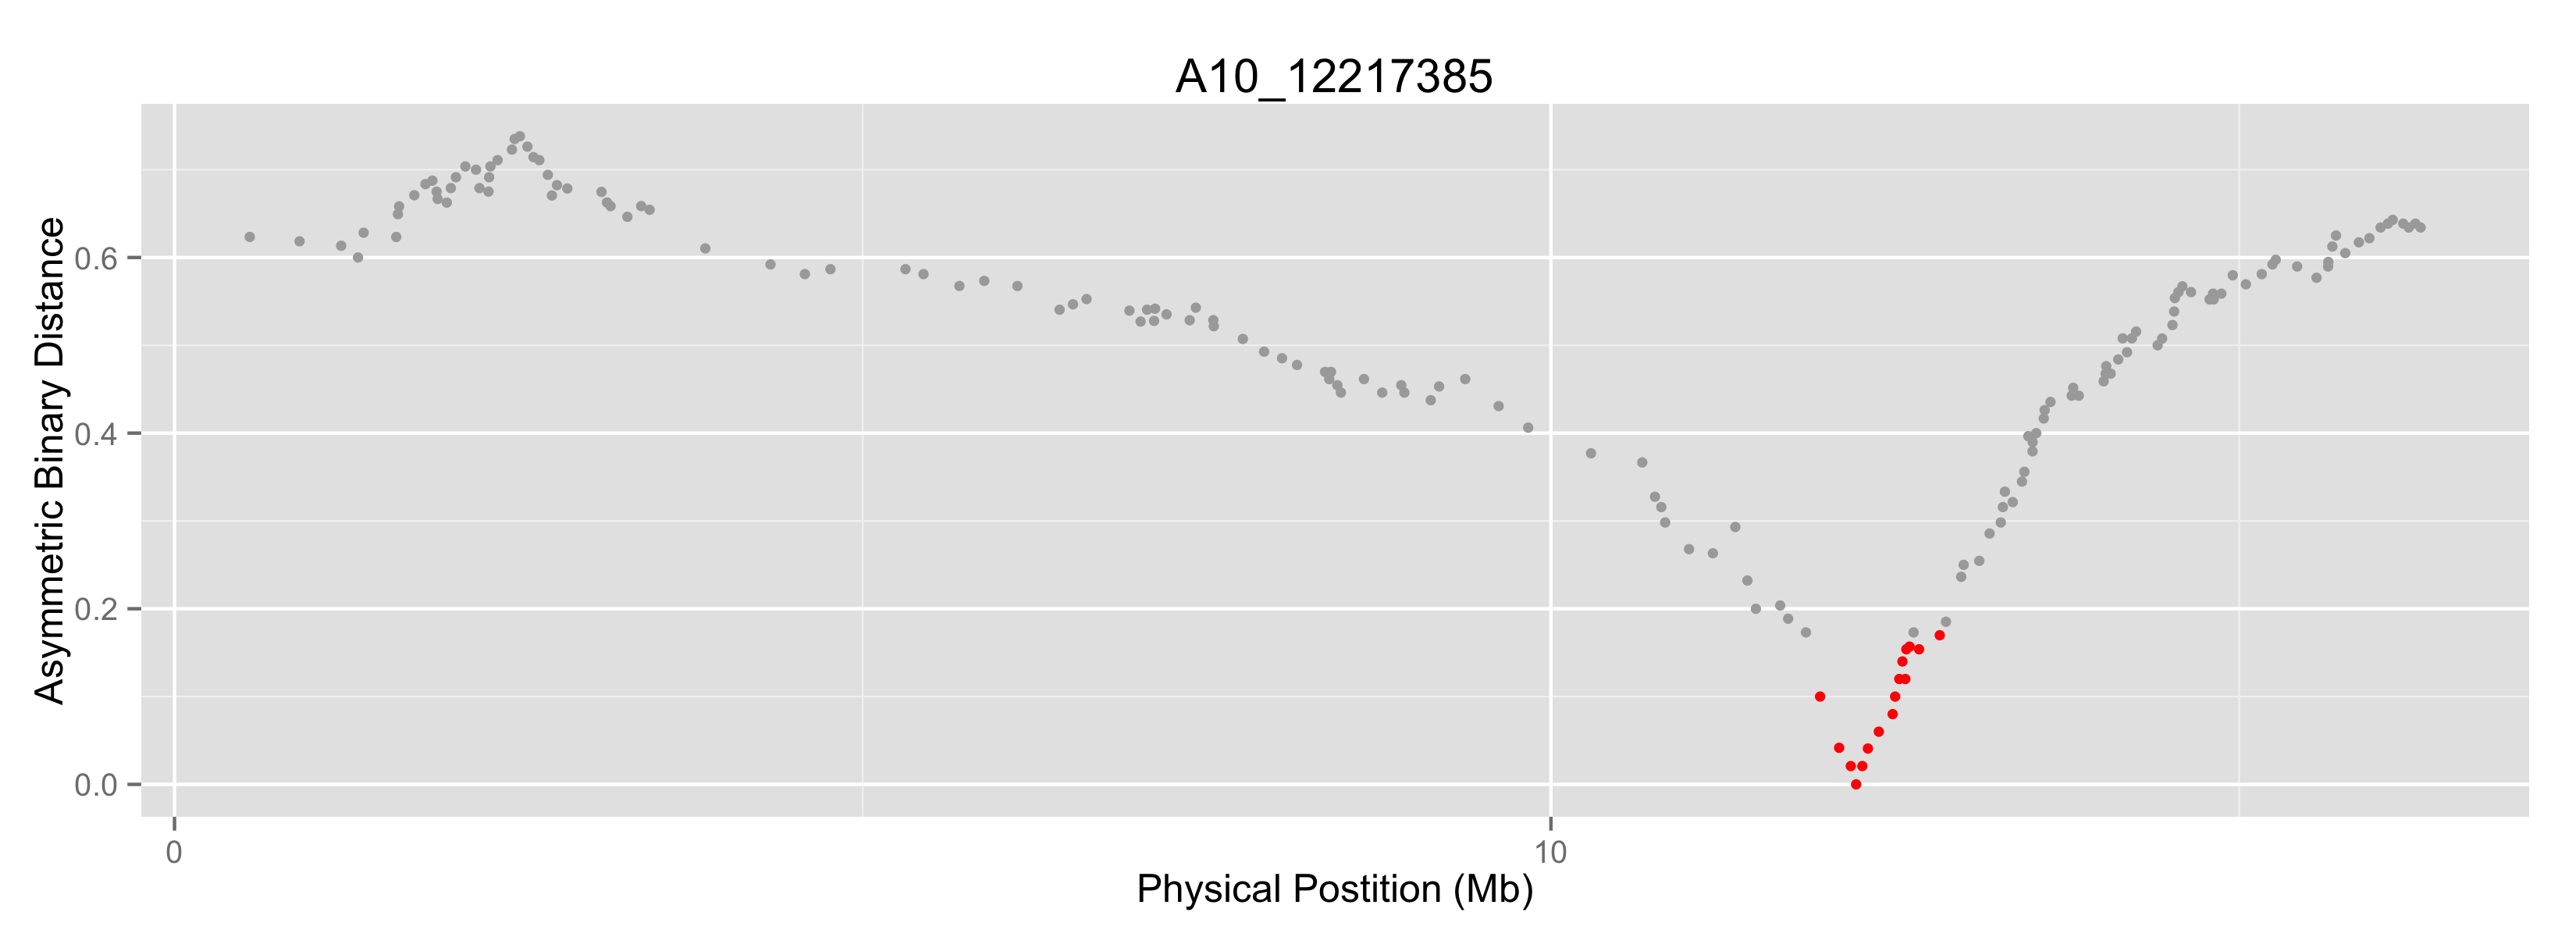 A10_12217385
Asymmetric Binary Distance
0.6
0.4
0.2
0.0
0
10
Physical Postition (Mb)